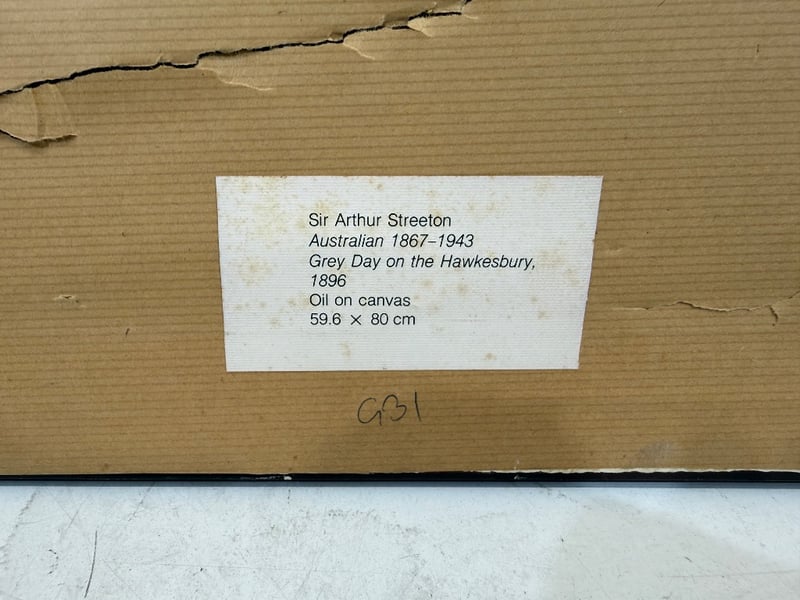 Sir Arthur Streeton
Australian 1867–1943
Grey Day on the Hawkesbury,
1896
Oil on canvas
59.6 × 80 cm
G31